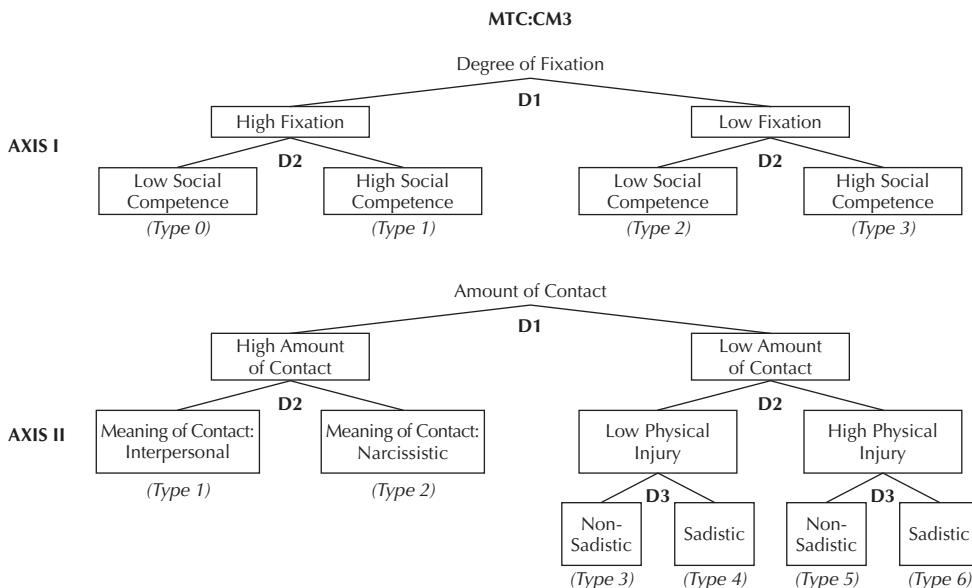 MTC:CM3
Degree of Fixation
D1
High Fixation
Low Fixation
AXIS I
D2
D2
Low Social
Competence
High Social
Competence
Low Social
Competence
High Social
Competence
(Type 0)
(Type 1)
(Type 2)
(Type 3)
Amount of Contact
D1
High Amount
of Contact
Low Amount
of Contact
D2
D2
AXIS II
Meaning of Contact:
Interpersonal
Meaning of Contact:
Narcissistic
Low Physical
Injury
High Physical
Injury
(Type 1)
(Type 2)
D3
D3
Non-
Sadistic
Sadistic
Non-
Sadistic
Sadistic
(Type 3)
(Type 4)
(Type 5)
(Type 6)